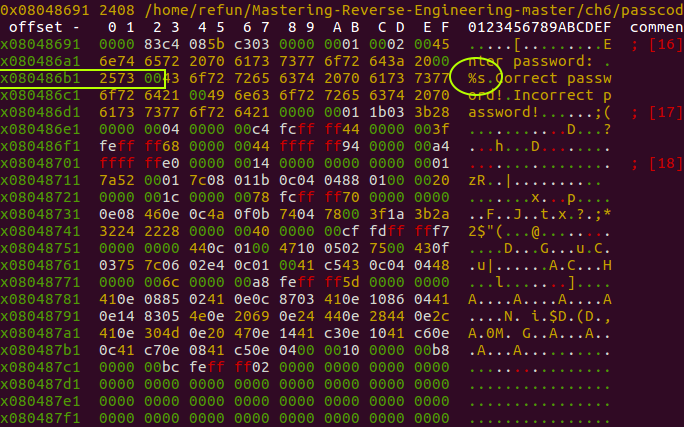 0x08048691 2408 /home/refun/Mastering-Reverse-Engineering-master/ch6/passcod
offset - 0 1 2 3 4 5 6 7 8 9 A B C D E F 0123456789ABCDEF commen
x08048691 0000 83c4 085b c303 0000 0001 0002 0045 .....[.........E ; [16]
x080486a1 6e74 6572 2070 6173 7377 6f72 643a 2000 nter password: .
x080486b1 2573 0043 6f72 7265 6374 2070 6173 7377 %s.Correct passw
x080486c1 6f72 6421 0049 6e63 6f72 7265 6374 2070 ord!.Incorrect p
x080486d1 6173 7377 6f72 6421 0000 0001 1b03 3b28 assword!......;( ; [17]
x080486e1 0000 0004 0000 00c4 fcff ff44 0000 003f ...........D...?
x080486f1 feff ff68 0000 0044 ffff ff94 0000 00a4 ...h...D........
x08048701 ffff ffe0 0000 0014 0000 0000 0000 0001 ................ ; [18]
x08048711 7a52 0001 7c08 011b 0c04 0488 0100 0020 zR..|..........
x08048721 0000 001c 0000 0078 fcff ff70 0000 0000 .......x...p....
x08048731 0e08 460e 0c4a 0f0b 7404 7800 3f1a 3b2a ..F..J..t.x.?.;*
x08048741 3224 2228 0000 0040 0000 00cf fdff fff7 2$"(...@........
x08048751 0000 0000 440c 0100 4710 0502 7500 430f ....D...G...u.C.
x08048761 0375 7c06 02e4 0c01 0041 c543 0c04 0448 .u|......A.C...H
x08048771 0000 006c 0000 00a8 feff ff5d 0000 0000 ...l.......]....
x08048781 410e 0885 0241 0e0c 8703 410e 1086 0441 A....A....A....A
x08048791 0e14 8305 4e0e 2069 0e24 440e 2844 0e2c ....N. i.$D.(D.,
x080487a1 410e 304d 0e20 470e 1441 c30e 1041 c60e A.0M. G..A...A..
x080487b1 0c41 c70e 0841 c50e 0400 0010 0000 00b8 .A...A..........
x080487c1 0000 00bc feff ff02 0000 0000 0000 0000 ................
x080487d1 0000 0000 0000 0000 0000 0000 0000 0000 ................
x080487e1 0000 0000 0000 0000 0000 0000 0000 0000 ................
x080487f1 0000 0000 0000 0000 0000 0000 0000 0000 ................